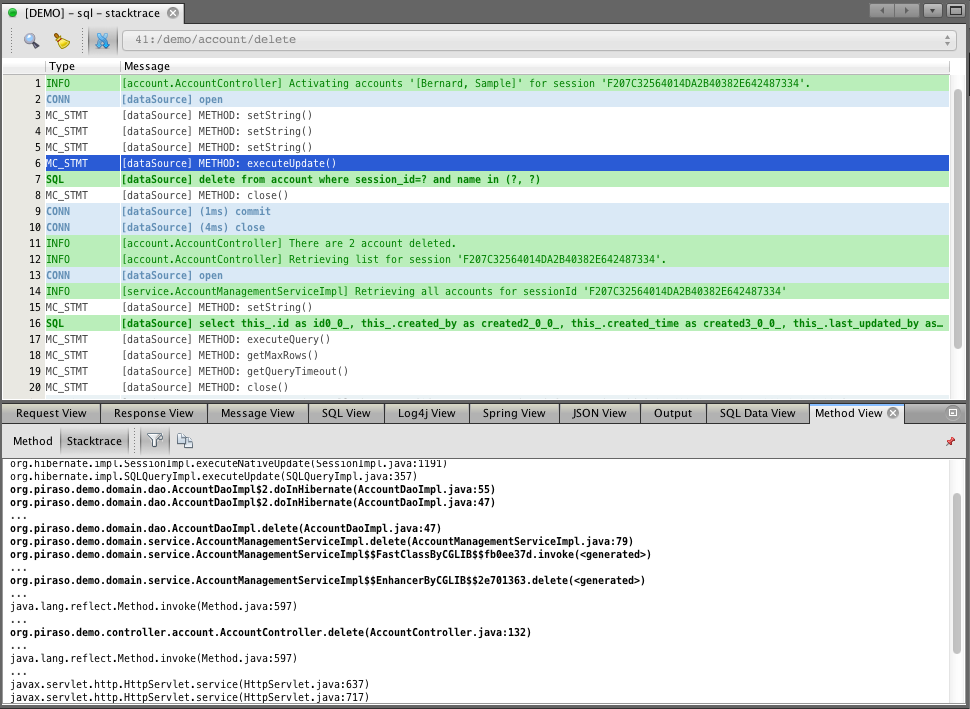 [DEMO] – sql – stacktrace
41:/demo/account/delete
Type Message
1 INFO [account.AccountController] Activating accounts '[Bernard, Sample]' for session 'F207C32564014DA2B40382E642487334'.
2 CONN [dataSource] open
3 MC_STMT [dataSource] METHOD: setString()
4 MC_STMT [dataSource] METHOD: setString()
5 MC_STMT [dataSource] METHOD: setString()
6 MC_STMT [dataSource] METHOD: executeUpdate()
7 SQL [dataSource] delete from account where session_id=? and name in (?, ?)
8 MC_STMT [dataSource] METHOD: close()
9 CONN [dataSource] (1ms) commit
10 CONN [dataSource] (4ms) close
11 INFO [account.AccountController] There are 2 account deleted.
12 INFO [account.AccountController] Retrieving list for session 'F207C32564014DA2B40382E642487334'.
13 CONN [dataSource] open
14 INFO [service.AccountManagementServiceImpl] Retrieving all accounts for sessionId 'F207C32564014DA2B40382E642487334'
15 MC_STMT [dataSource] METHOD: setString()
16 SQL [dataSource] select this_.id as id0_0_, this_.created_by as created2_0_0_, this_.created_time as created3_0_0_, this_.last_updated_by as…
17 MC_STMT [dataSource] METHOD: executeQuery()
18 MC_STMT [dataSource] METHOD: getMaxRows()
19 MC_STMT [dataSource] METHOD: getQueryTimeout()
20 MC_STMT [dataSource] METHOD: close()
Request View Response View Message View SQL View Log4j View Spring View JSON View Output SQL Data View Method View
Method Stacktrace
org.hibernate.impl.SessionImpl.executeNativeUpdate(SessionImpl.java:1191)
org.hibernate.impl.SQLQueryImpl.executeUpdate(SQLQueryImpl.java:357)
org.piraso.demo.domain.dao.AccountDaoImpl$2.doInHibernate(AccountDaoImpl.java:55)
org.piraso.demo.domain.dao.AccountDaoImpl$2.doInHibernate(AccountDaoImpl.java:47)
...
org.piraso.demo.domain.dao.AccountDaoImpl.delete(AccountDaoImpl.java:47)
org.piraso.demo.domain.service.AccountManagementServiceImpl.delete(AccountManagementServiceImpl.java:79)
org.piraso.demo.domain.service.AccountManagementServiceImpl$$FastClassByCGLIB$$fb0ee37d.invoke(<generated>)
...
org.piraso.demo.domain.service.AccountManagementServiceImpl$$EnhancerByCGLIB$$2e701363.delete(<generated>)
...
java.lang.reflect.Method.invoke(Method.java:597)
...
org.piraso.demo.controller.account.AccountController.delete(AccountController.java:132)
...
java.lang.reflect.Method.invoke(Method.java:597)
...
javax.servlet.http.HttpServlet.service(HttpServlet.java:637)
javax.servlet.http.HttpServlet.service(HttpServlet.java:717)